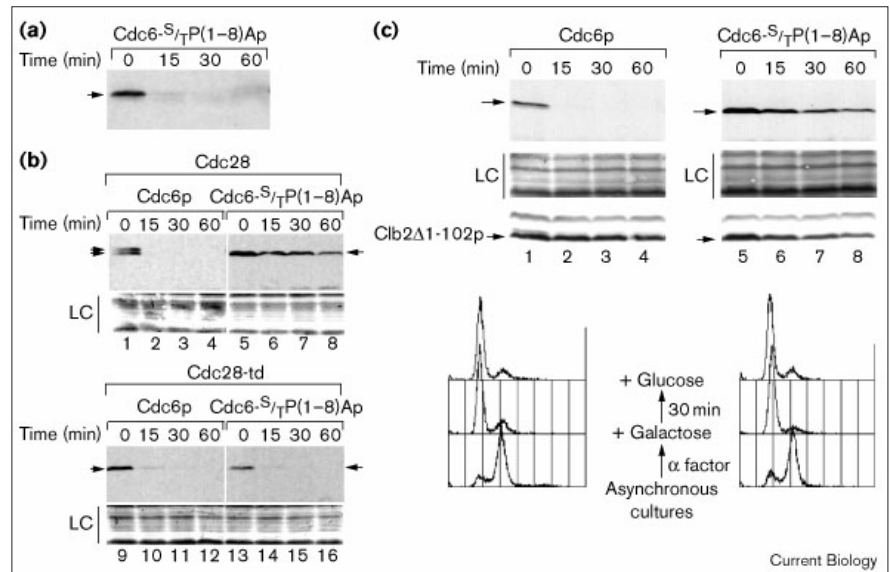 (a)
Cdc6-S/TP(1–8)Ap
Time (min) 0 15 30 60
(b)
Cdc28
Cdc6p Cdc6-S/TP(1–8)Ap
Time (min) 0 15 30 60 0 15 30 60
LC
1 2 3 4 5 6 7 8
Cdc28-td
Cdc6p Cdc6-S/TP(1–8)Ap
Time (min) 0 15 30 60 0 15 30 60
LC
9 10 11 12 13 14 15 16
(c)
Cdc6p Cdc6-S/TP(1–8)Ap
Time (min) 0 15 30 60 0 15 30 60
LC LC
Clb2Δ1-102p
1 2 3 4 5 6 7 8
+ Glucose
30 min
+ Galactose
α factor
Asynchronous
cultures
Current Biology